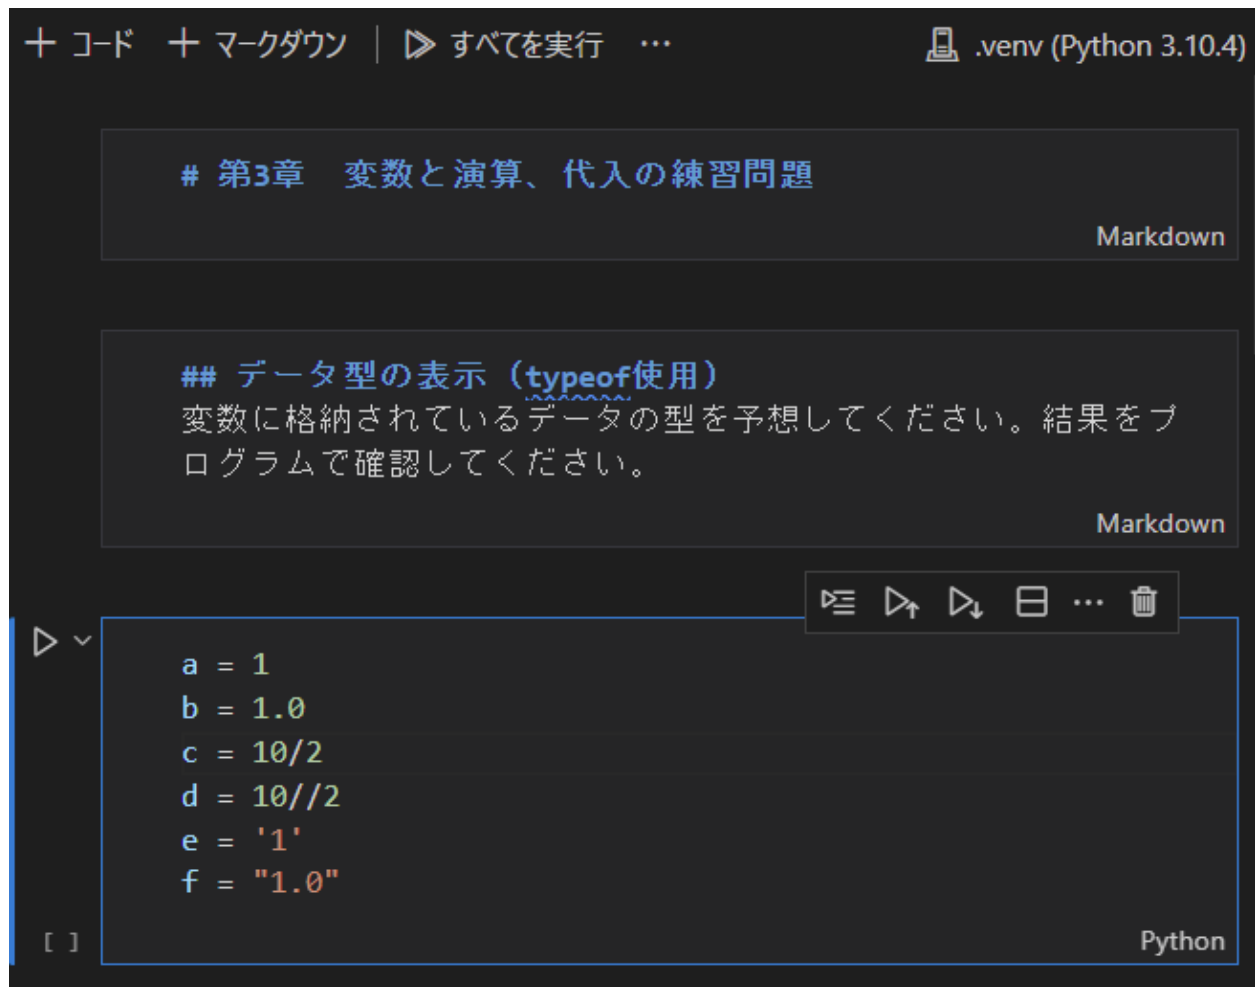 ＋ コード ＋ マークダウン すべてを実行 … .venv (Python 3.10.4)
# 第3章　変数と演算、代入の練習問題
Markdown
## データ型の表示（typeof使用）
変数に格納されているデータの型を予想してください。結果をプ
ログラムで確認してください。
Markdown
a = 1
b = 1.0
c = 10/2
d = 10//2
e = '1'
f = "1.0"
[ ]
Python